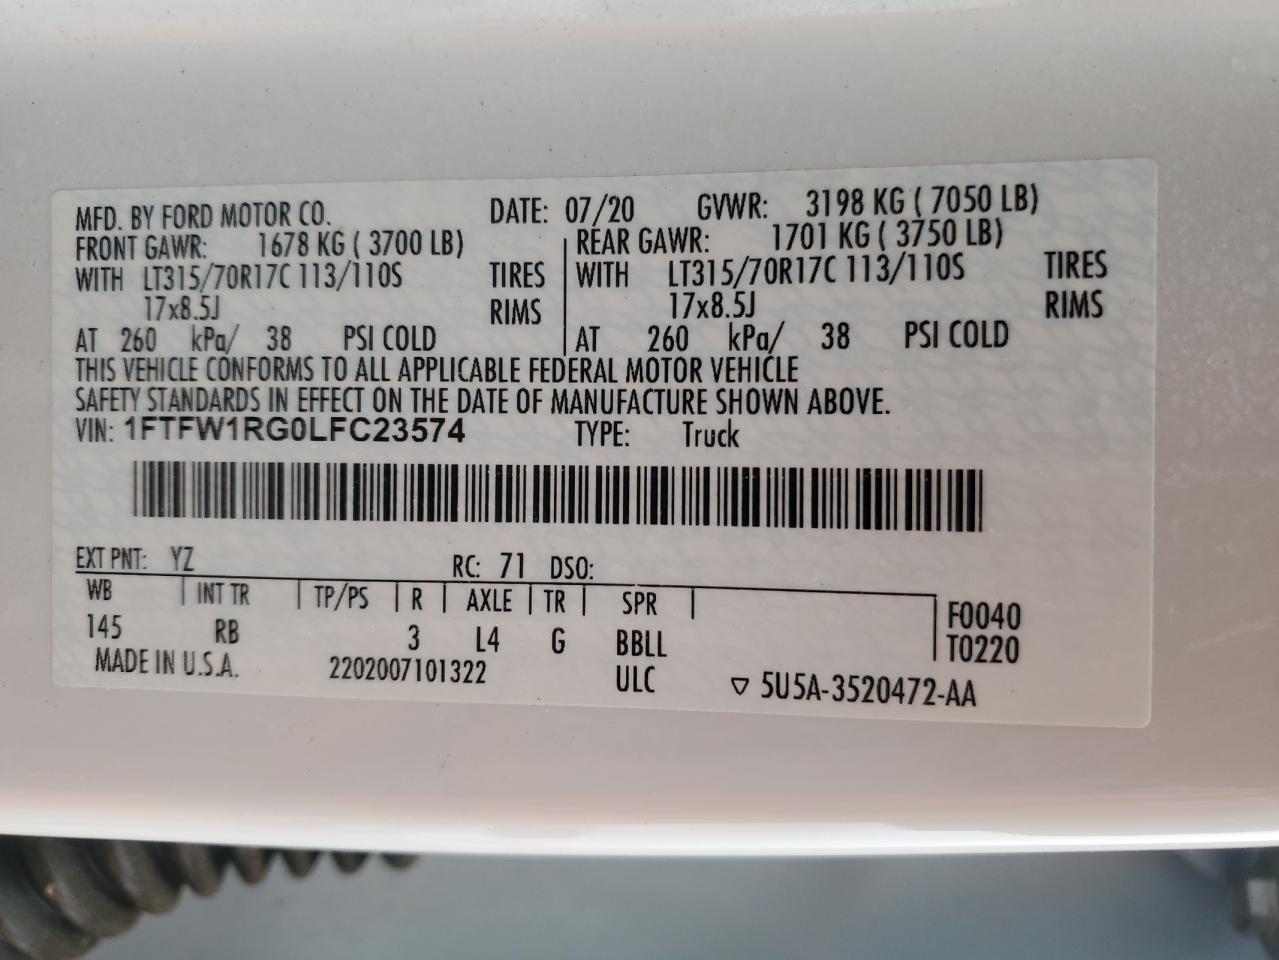 MFD. BY FORD MOTOR CO. DATE: 07/20 GVWR: 3198 KG ( 7050 LB)
FRONT GAWR: 1678 KG ( 3700 LB) REAR GAWR: 1701 KG ( 3750 LB)
WITH LT315/70R17C 113/110S TIRES WITH LT315/70R17C 113/110S TIRES
17x8.5J RIMS 17x8.5J RIMS
AT 260 kPa/ 38 PSI COLD AT 260 kPa/ 38 PSI COLD
THIS VEHICLE CONFORMS TO ALL APPLICABLE FEDERAL MOTOR VEHICLE
SAFETY STANDARDS IN EFFECT ON THE DATE OF MANUFACTURE SHOWN ABOVE.
VIN: 1FTFW1RG0LFC23574 TYPE: Truck
EXT PNT: YZ RC: 71 DSO:
WB INT TR TP/PS R AXLE TR SPR F0040
145 RB 3 L4 G BBLL T0220
MADE IN U.S.A. 2202007101322 ULC ▽ 5U5A-3520472-AA